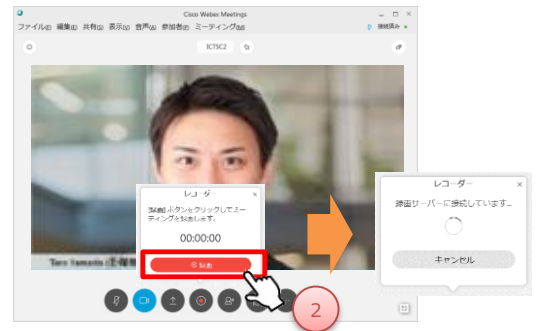 Cisco Webex Meetings
ファイル(F) 編集(E) 共有(S) 表示(V) 音声(A) 参加者(P) ミーティング(M)
接続済み
ICTSC2
レコーダー
[録画] ボタンをクリックしてミー
ティングを録画します。
00:00:00
録画
Taro Yamada
2
レコーダー
録画サーバーに接続しています...
キャンセル